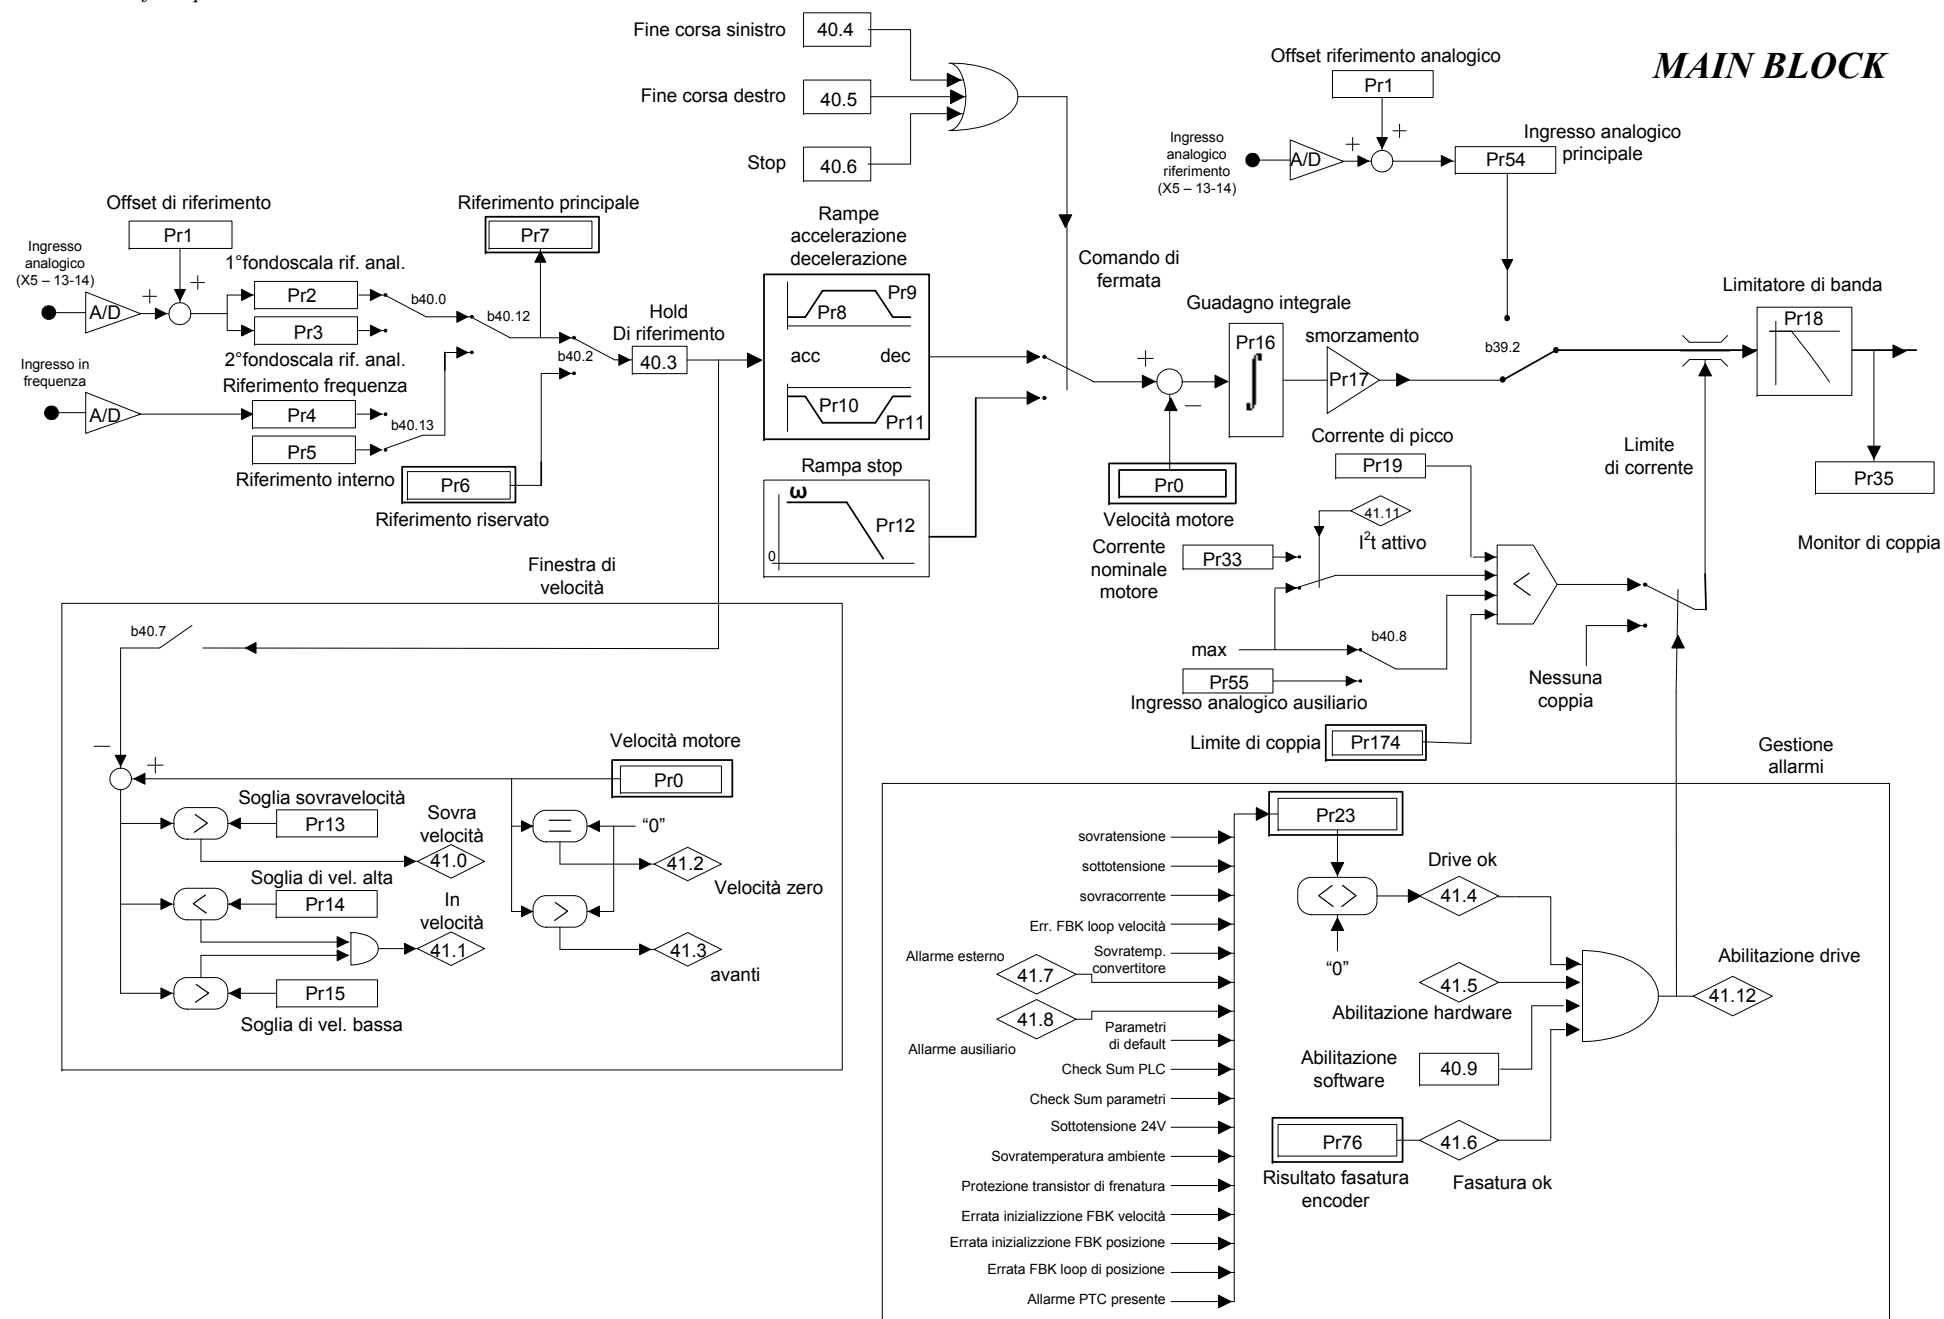 MAIN BLOCK
Fine corsa sinistro
40.4
Fine corsa destro
40.5
Stop
40.6
Offset riferimento analogico
Pr1
Ingresso
analogico
riferimento
(X5 – 13-14)
A/D
+
+
Pr54
Ingresso analogico
principale
Offset di riferimento
Pr1
Ingresso
analogico
(X5 – 13-14)
A/D
+
+
1°fondoscala rif. anal.
Pr2
Pr3
2°fondoscala rif. anal.
b40.0
b40.12
Riferimento principale
Pr7
Ingresso in
frequenza
A/D
Riferimento frequenza
Pr4
Pr5
Riferimento interno
b40.13
Pr6
Riferimento riservato
b40.2
Hold
Di riferimento
40.3
Rampe
accelerazione
decelerazione
Pr9
Pr8
acc
dec
Pr10
Pr11
Rampa stop
ω
Pr12
0
Comando di
fermata
+
–
Pr0
Velocità motore
Guadagno integrale
Pr16
∫
smorzamento
Pr17
b39.2
Limitatore di banda
Pr18
Pr35
Monitor di coppia
Limite
di corrente
Corrente di picco
Pr19
41.11
I²t attivo
Corrente
nominale
motore
Pr33
<
max
b40.8
Pr55
Ingresso analogico ausiliario
Limite di coppia
Pr174
Nessuna
coppia
Finestra di
velocità
b40.7
–
+
Velocità motore
Pr0
Soglia sovravelocità
>
Pr13
Sovra
velocità
41.0
Soglia di vel. alta
<
Pr14
In
velocità
41.1
>
Pr15
Soglia di vel. bassa
=
“0”
41.2
Velocità zero
>
41.3
avanti
Gestione
allarmi
Pr23
sovratensione
sottotensione
sovracorrente
Err. FBK loop velocità
Sovratemp.
convertitore
Allarme esterno
41.7
41.8
Allarme ausiliario
Parametri
di default
Check Sum PLC
Check Sum parametri
Sottotensione 24V
Sovratemperatura ambiente
Protezione transistor di frenatura
Errata inizializzione FBK velocità
Errata inizializzione FBK posizione
Errata FBK loop di posizione
Allarme PTC presente
< >
“0”
Drive ok
41.4
41.5
Abilitazione hardware
Abilitazione
software
40.9
Pr76
Risultato fasatura
encoder
41.6
Fasatura ok
Abilitazione drive
41.12